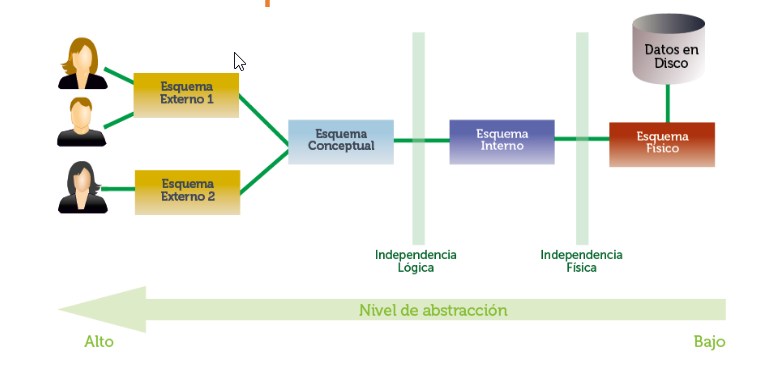 Datos en
Disco
Esquema
Externo 1
Esquema
Conceptual
Esquema
Interno
Esquema
Físico
Esquema
Externo 2
Independencia
Lógica
Independencia
Física
Nivel de abstracción
Alto
Bajo